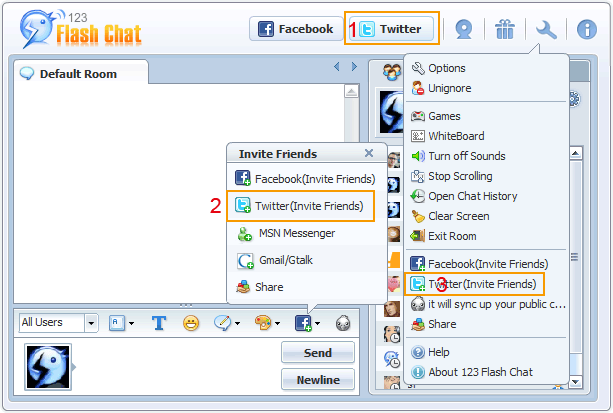 123
Flash Chat
Facebook
1
Twitter
Default Room
Options
Unignore
Games
WhiteBoard
Turn off Sounds
Stop Scrolling
Open Chat History
Clear Screen
Exit Room
Facebook(Invite Friends)
Twitter(Invite Friends)
3
it will sync up your public c...
Share
Help
About 123 Flash Chat
Invite Friends
Facebook(Invite Friends)
2
Twitter(Invite Friends)
MSN Messenger
Gmail/Gtalk
Share
All Users
Send
Newline